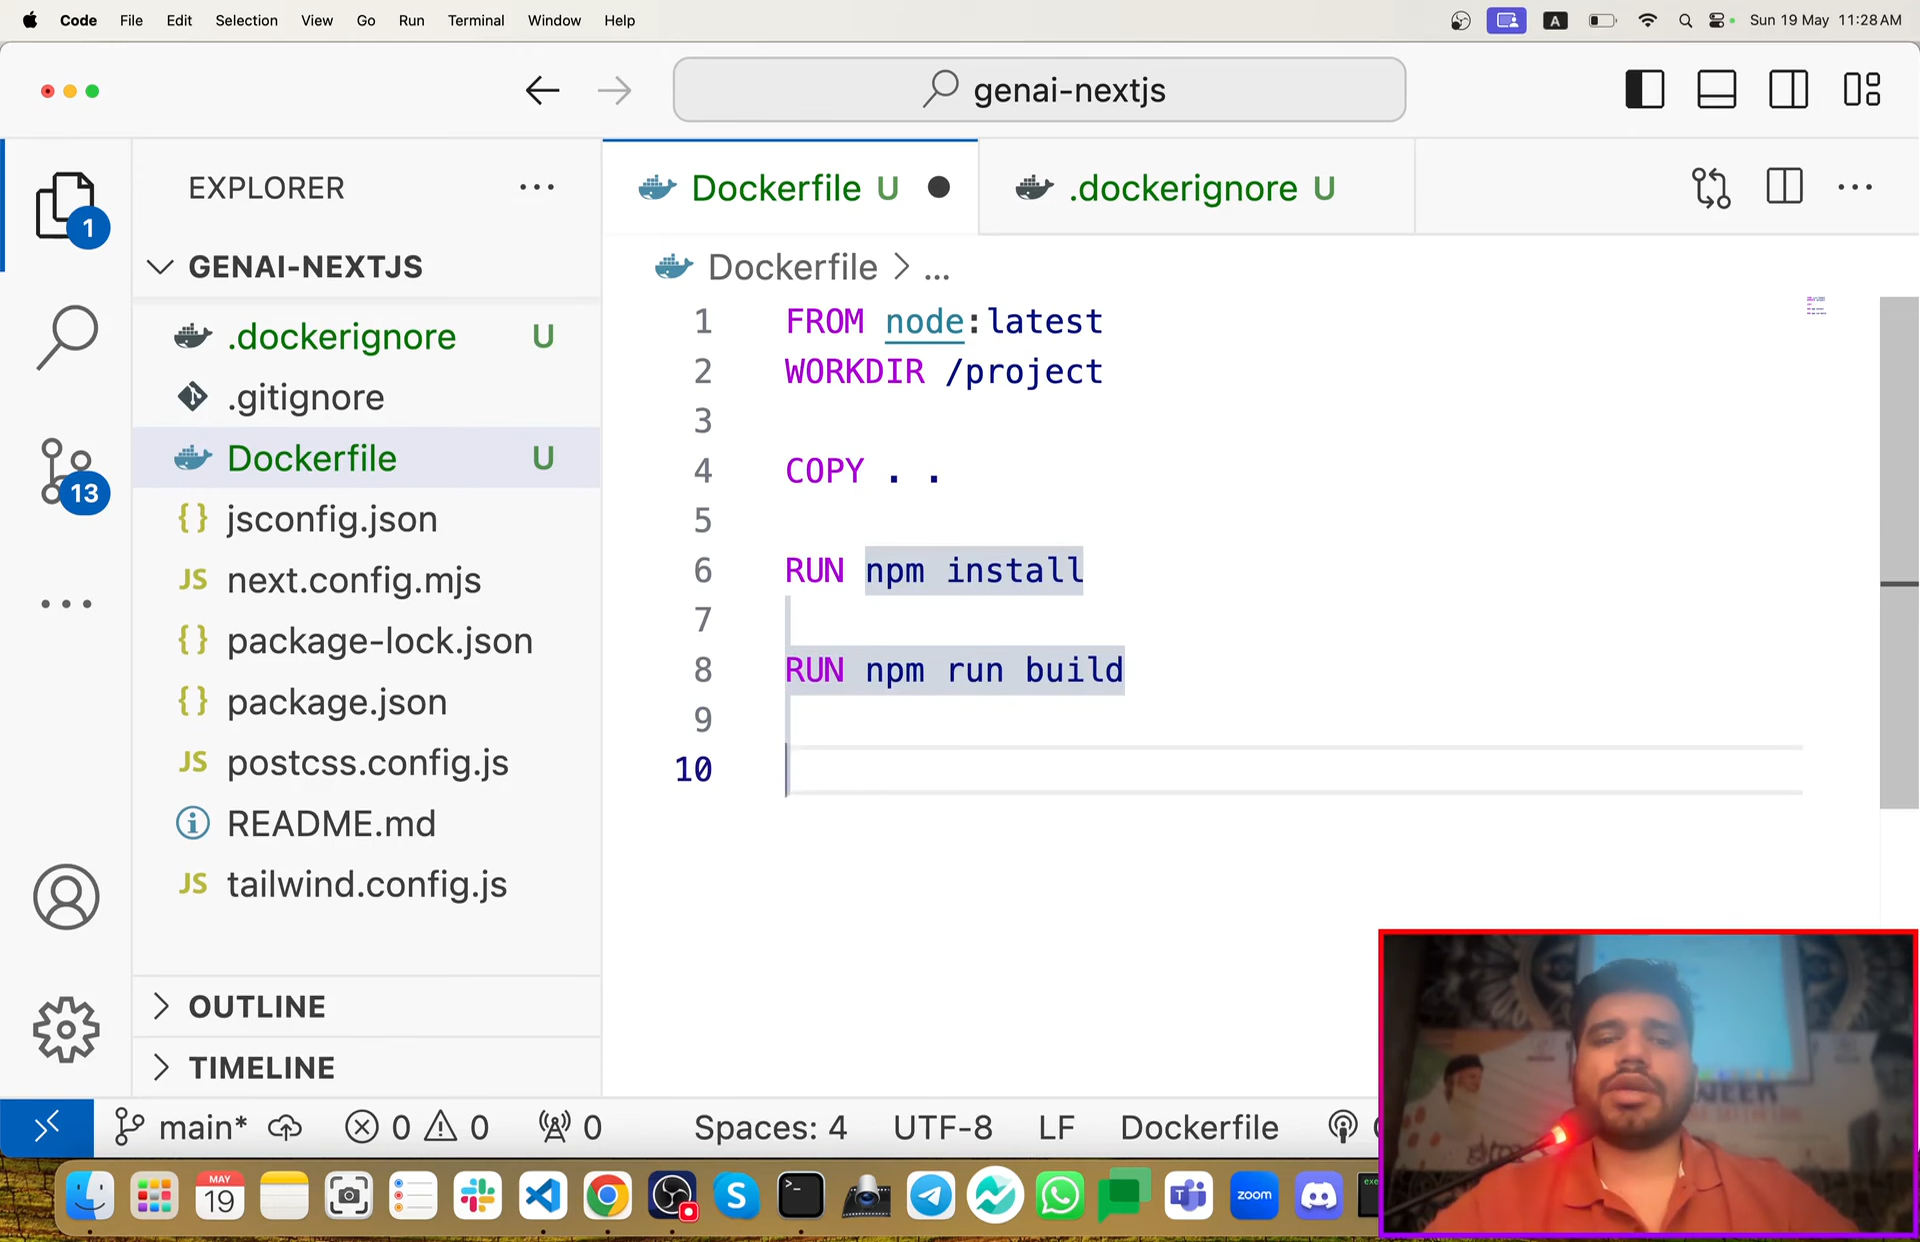 Code File Edit Selection View Go Run Terminal Window Help
A Sun 19 May 11:28 AM
genai-nextjs
EXPLORER
1
GENAI-NEXTJS
.dockerignore U
.gitignore
Dockerfile U
13
jsconfig.json
next.config.mjs
package-lock.json
package.json
postcss.config.js
README.md
tailwind.config.js
OUTLINE
TIMELINE
Dockerfile U
.dockerignore U
Dockerfile > ...
1 FROM node:latest
2 WORKDIR /project
3
4 COPY . .
5
6 RUN npm install
7
8 RUN npm run build
9
10
main* 0 0 0 Spaces: 4 UTF-8 LF Dockerfile
MAY
19
S
T
zoom
exe